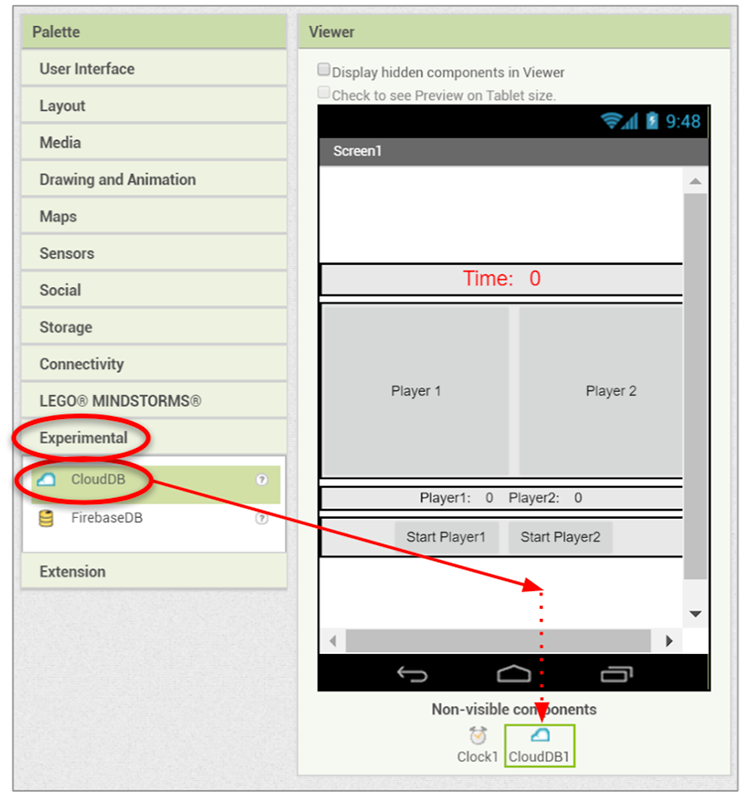 Palette
User Interface
Layout
Media
Drawing and Animation
Maps
Sensors
Social
Storage
Connectivity
LEGO® MINDSTORMS®
Experimental
CloudDB ?
FirebaseDB ?
Extension
Viewer
Display hidden components in Viewer
Check to see Preview on Tablet size.
9:48
Screen1
Time: 0
Player 1 Player 2
Player1: 0 Player2: 0
Start Player1 Start Player2
Non-visible components
Clock1 CloudDB1